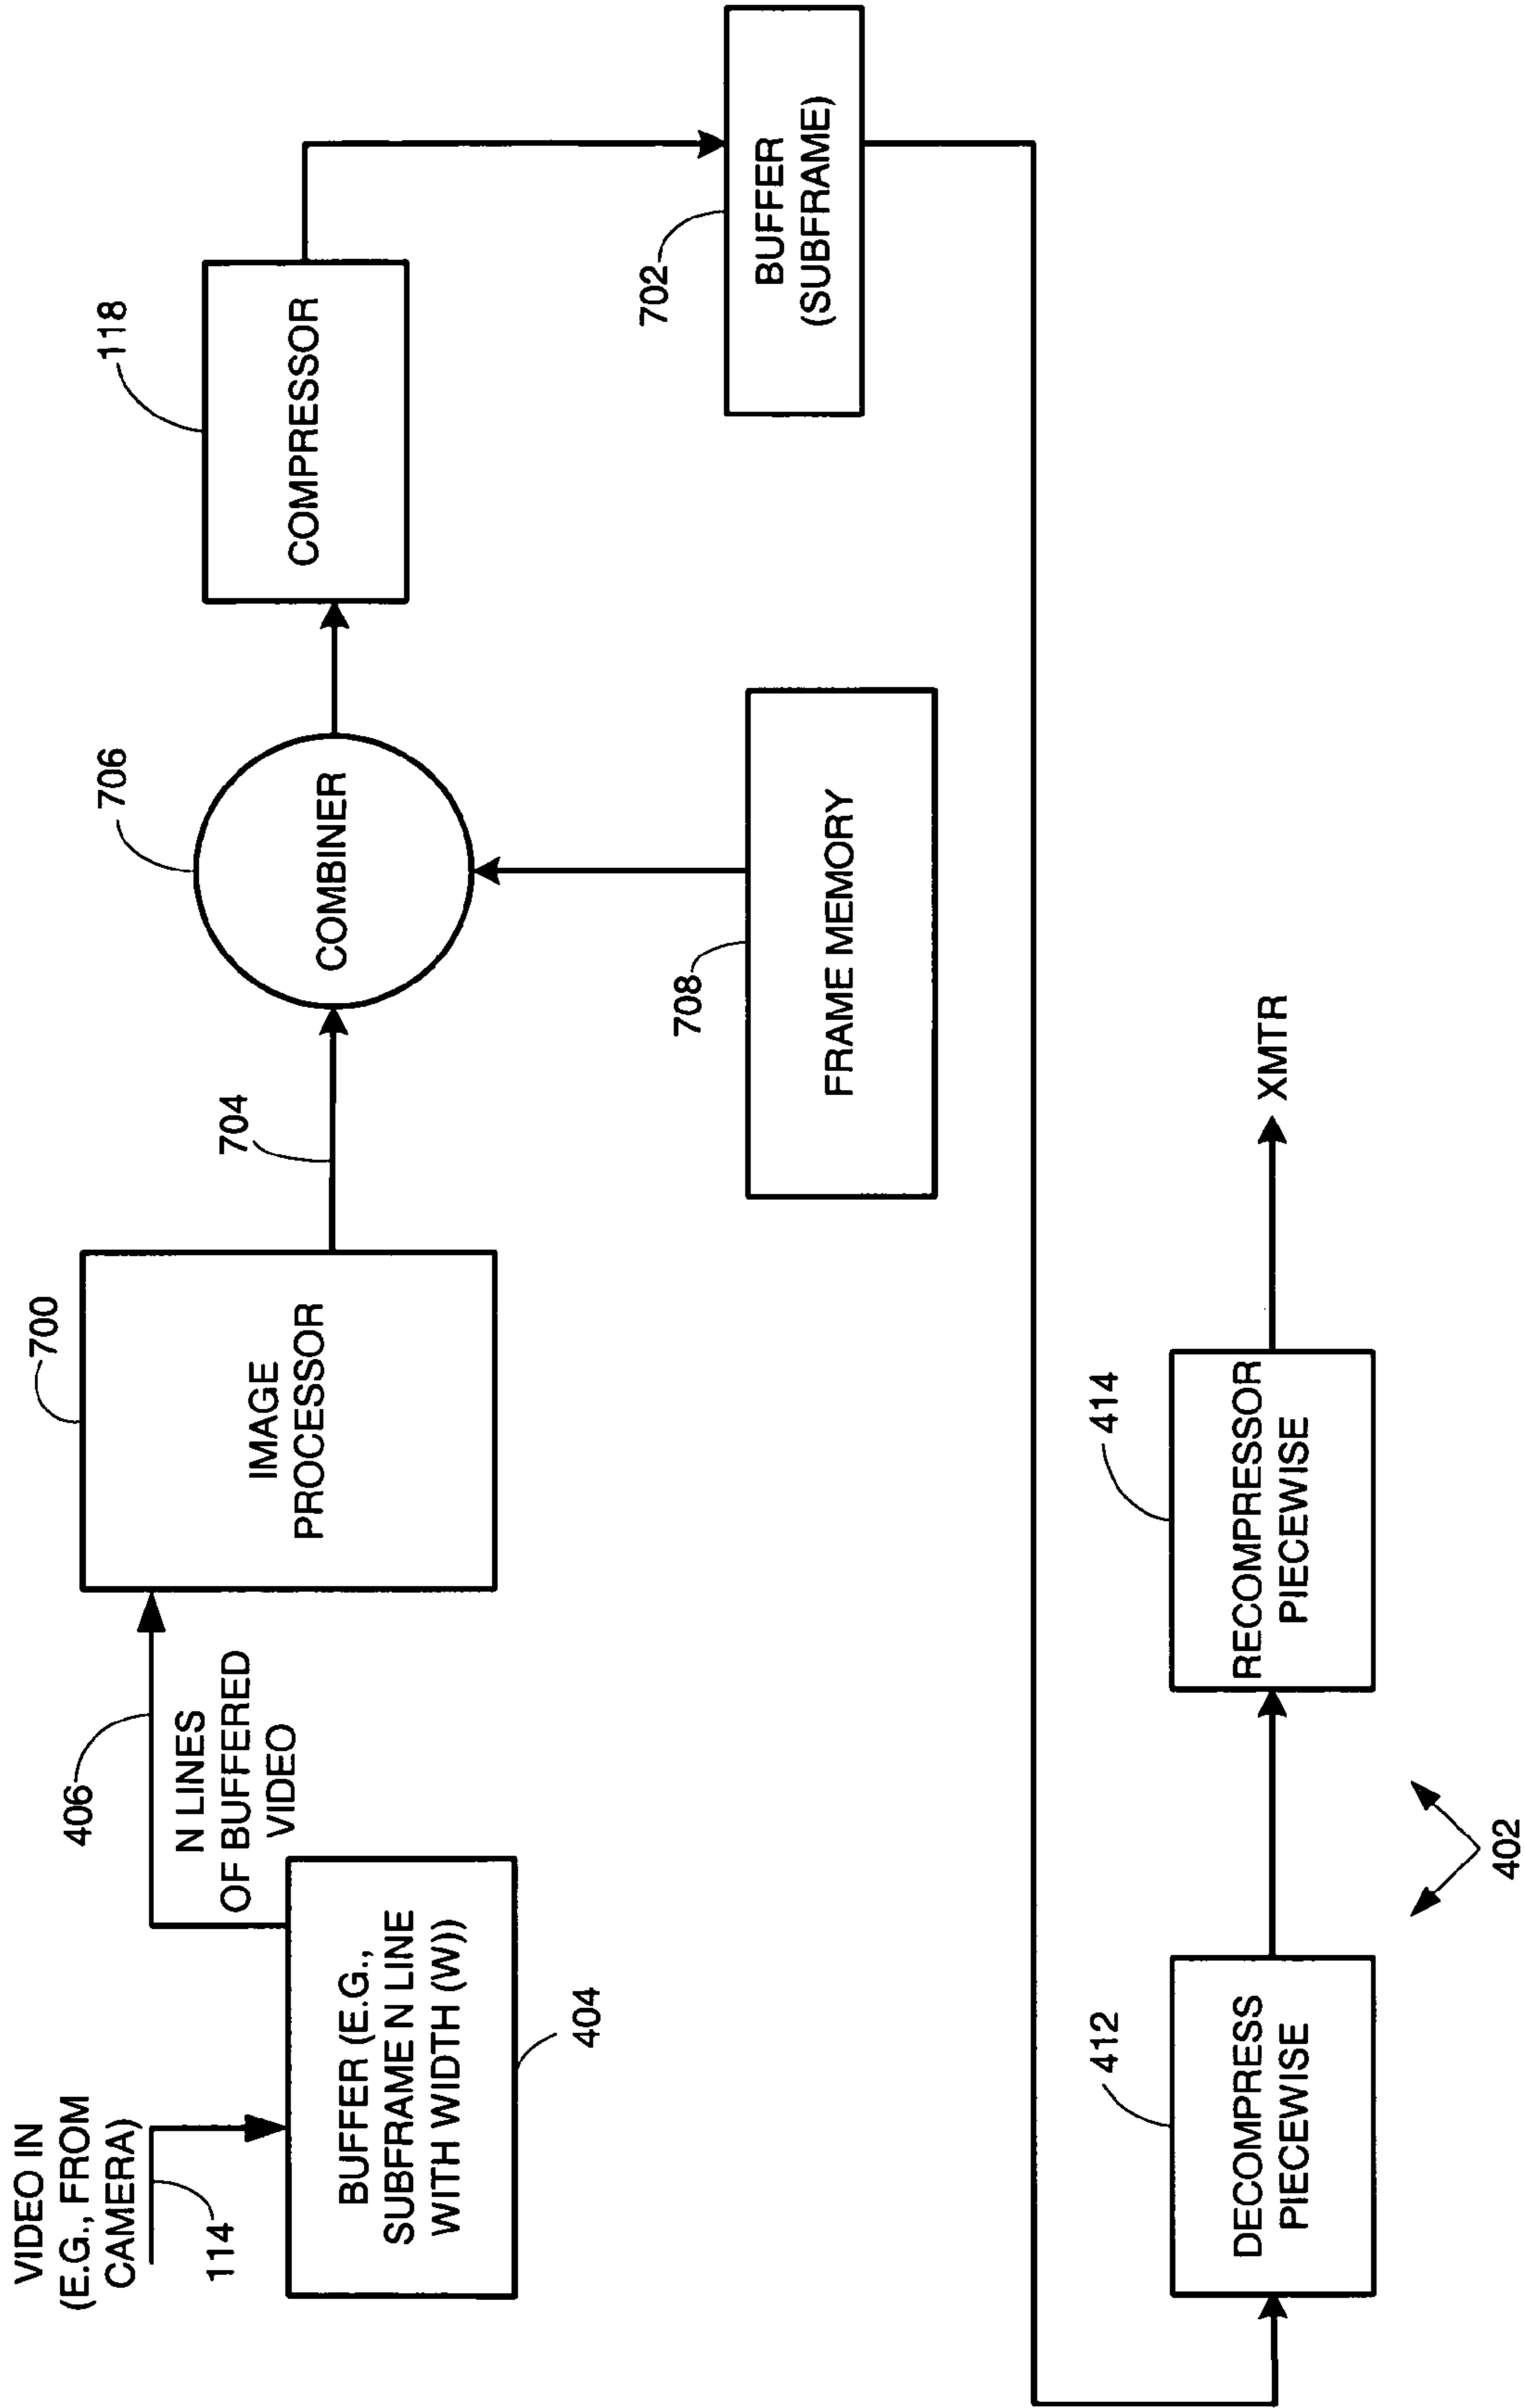 VIDEO IN
(E.G., FROM
CAMERA)
114
BUFFER (E.G.,
SUBFRAME N LINE
WITH WIDTH (W))
404
406
N LINES
OF BUFFERED
VIDEO
700
IMAGE
PROCESSOR
704
706
COMBINER
708
FRAME MEMORY
118
COMPRESSOR
702
BUFFER
(SUBFRAME)
412
DECOMPRESS
PIECEWISE
414
RECOMPRESSOR
PIECEWISE
XMTR
402